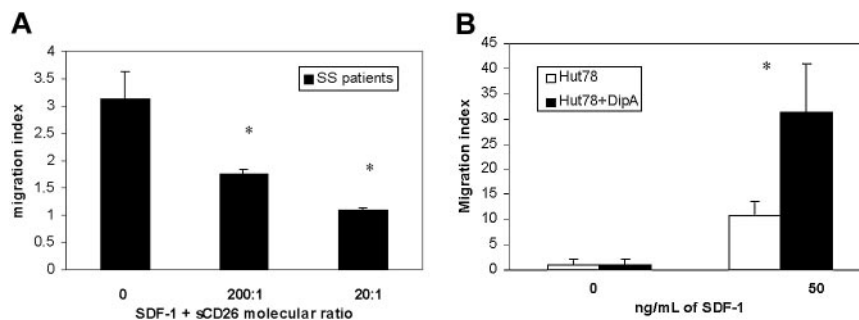 A
migration index
4
3.5
3
2.5
2
1.5
1
0.5
0
SS patients
*
*
0 200:1 20:1
SDF-1 + sCD26 molecular ratio
B
Migration index
45
40
35
30
25
20
15
10
5
0
Hut78
Hut78+DipA
*
0 50
ng/mL of SDF-1